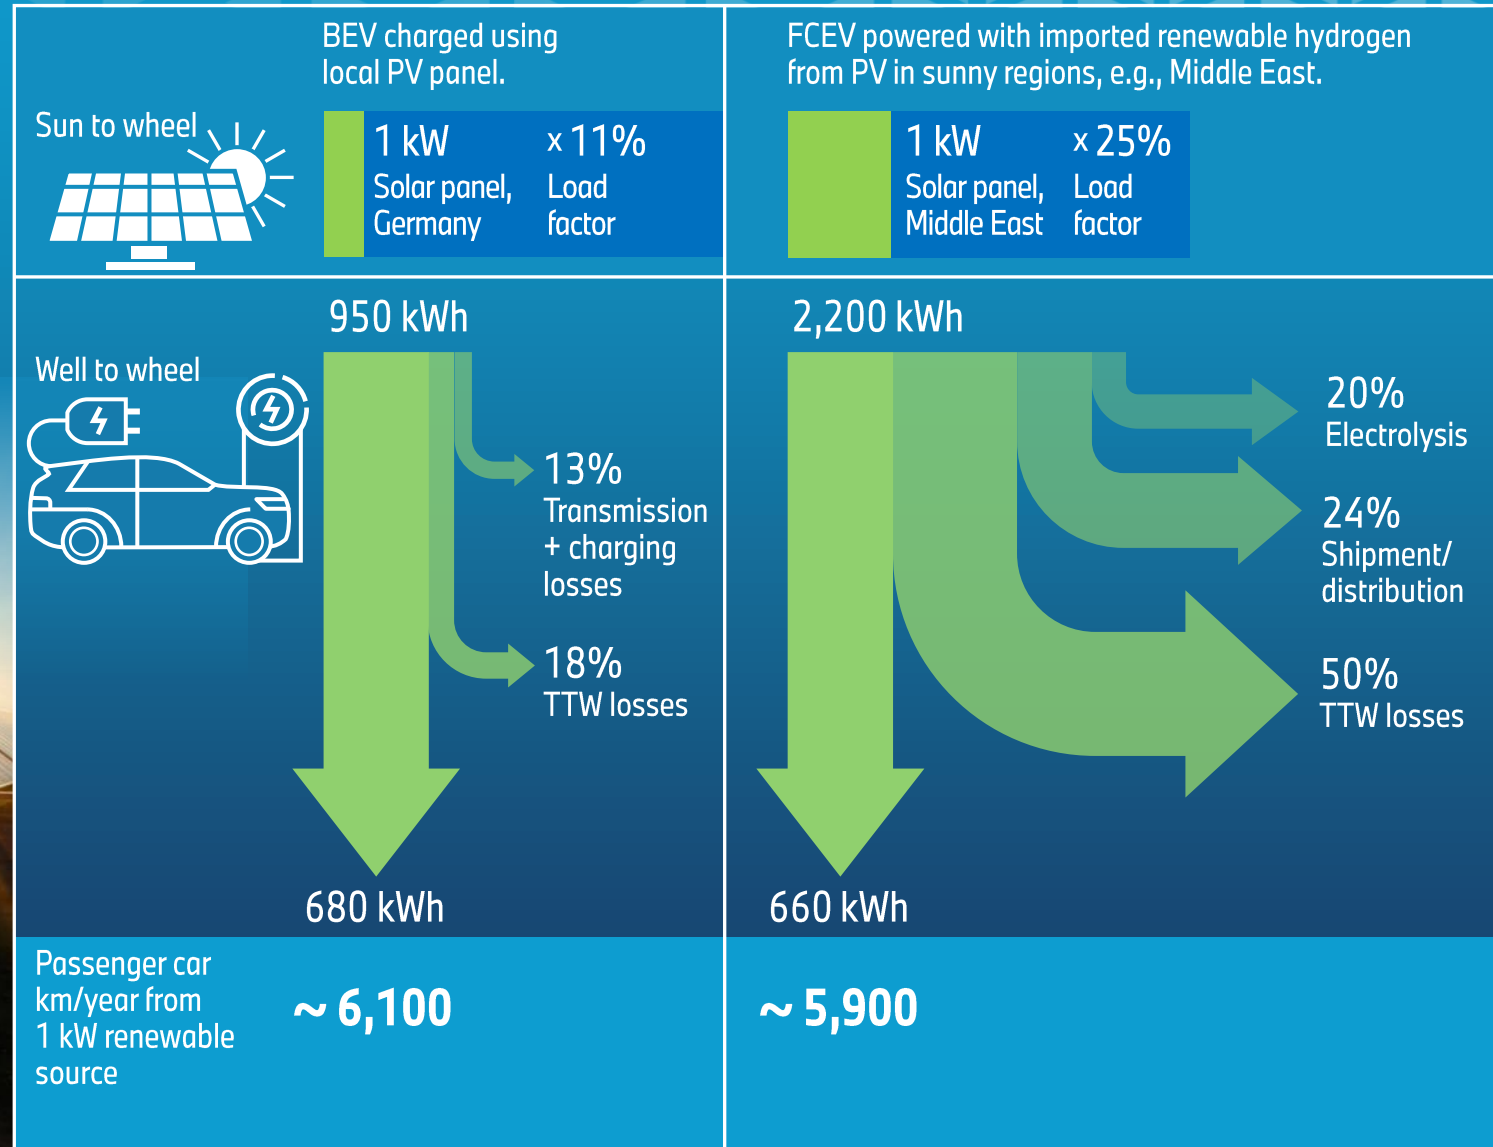 BEV charged using
local PV panel.
FCEV powered with imported renewable hydrogen
from PV in sunny regions, e.g., Middle East.
Sun to wheel
1 kW
x 11%
Solar panel,
Germany
Load
factor
1 kW
x 25%
Solar panel,
Middle East
Load
factor
950 kWh
2,200 kWh
Well to wheel
13%
Transmission
+ charging
losses
18%
TTW losses
20%
Electrolysis
24%
Shipment/
distribution
50%
TTW losses
680 kWh
660 kWh
Passenger car
km/year from
1 kW renewable
source
~ 6,100
~ 5,900